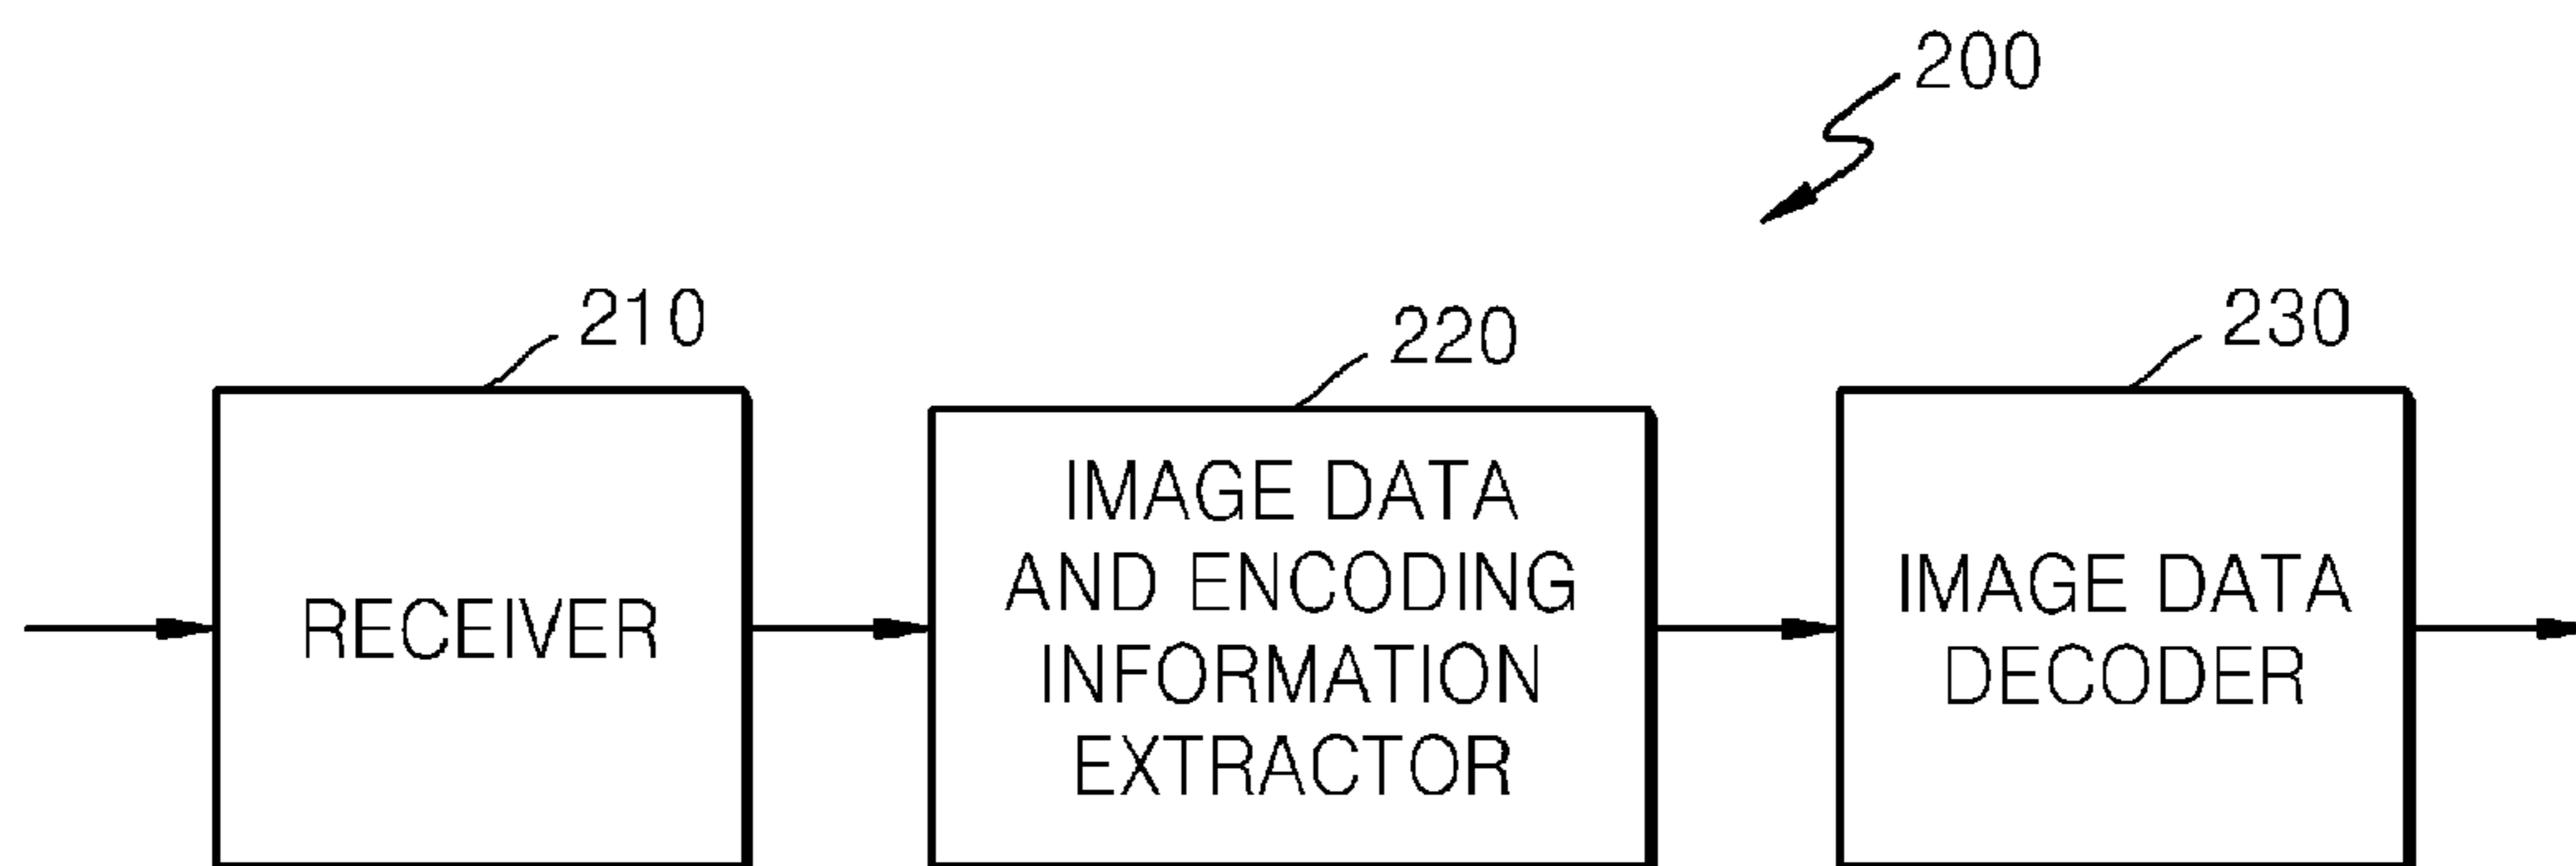 200
210
220
230
RECEIVER
IMAGE DATA
AND ENCODING
INFORMATION
EXTRACTOR
IMAGE DATA
DECODER